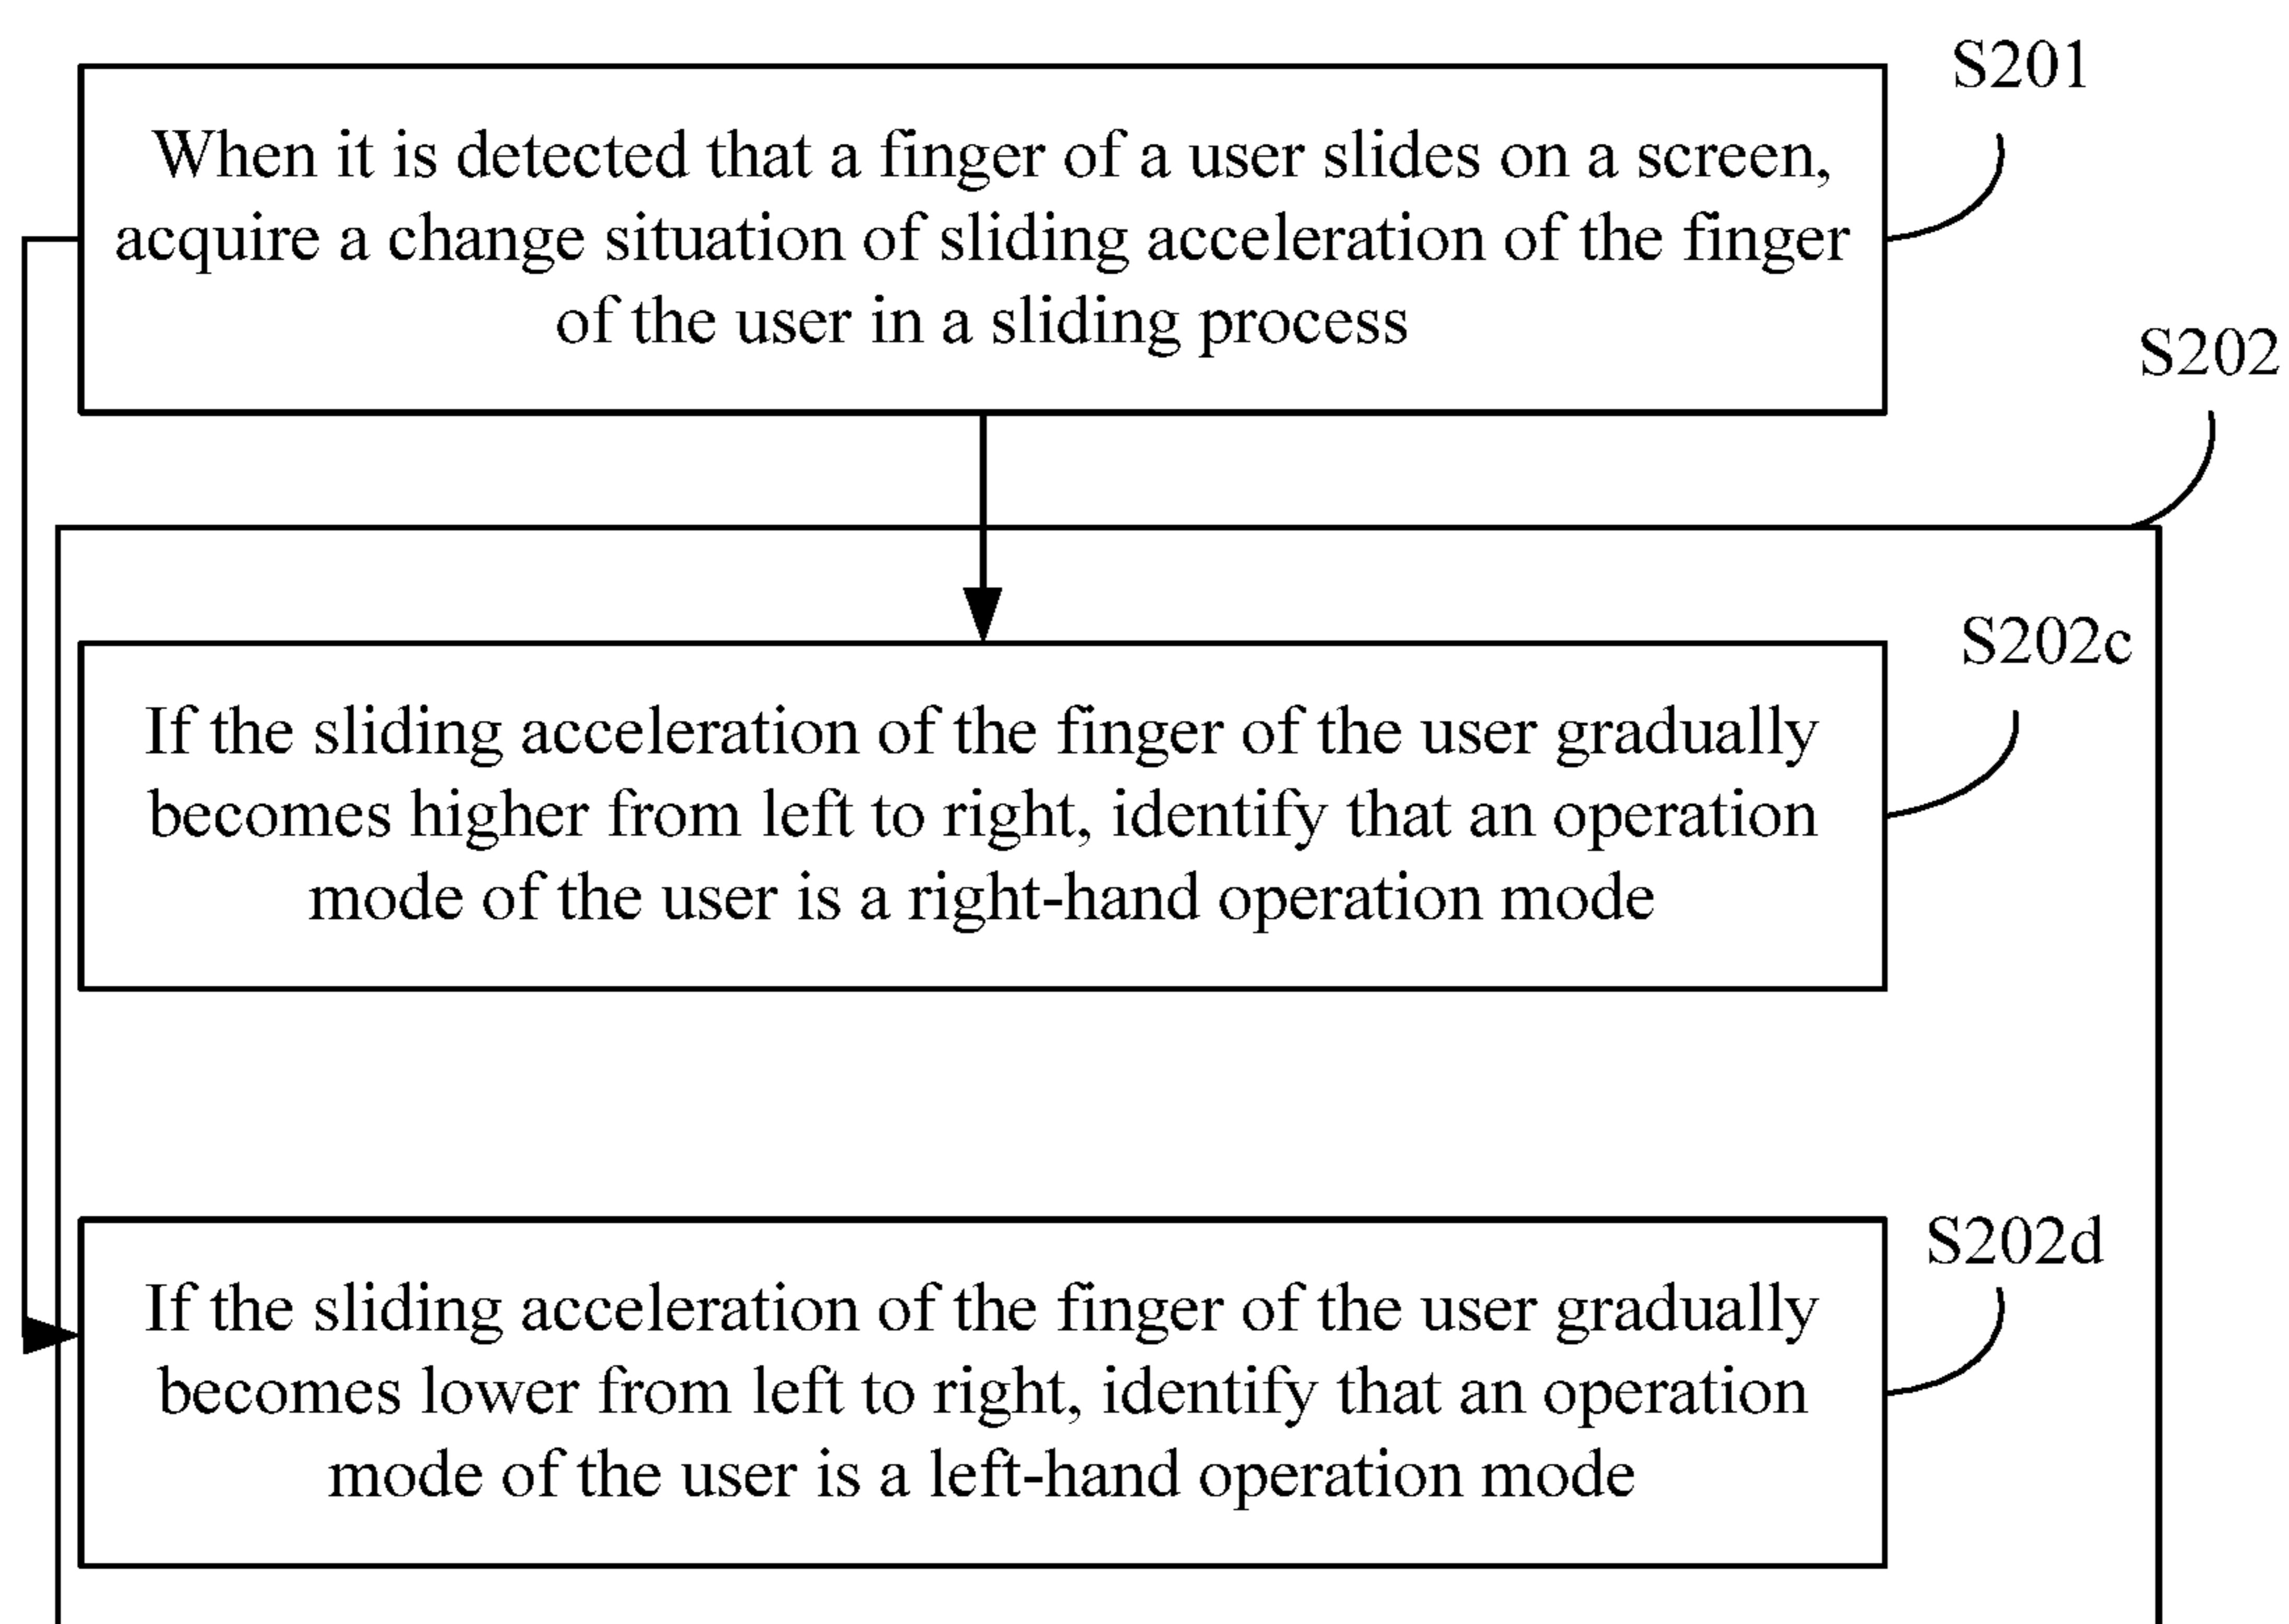 S201
When it is detected that a finger of a user slides on a screen,
acquire a change situation of sliding acceleration of the finger
of the user in a sliding process
S202
S202c
If the sliding acceleration of the finger of the user gradually
becomes higher from left to right, identify that an operation
mode of the user is a right-hand operation mode
S202d
If the sliding acceleration of the finger of the user gradually
becomes lower from left to right, identify that an operation
mode of the user is a left-hand operation mode